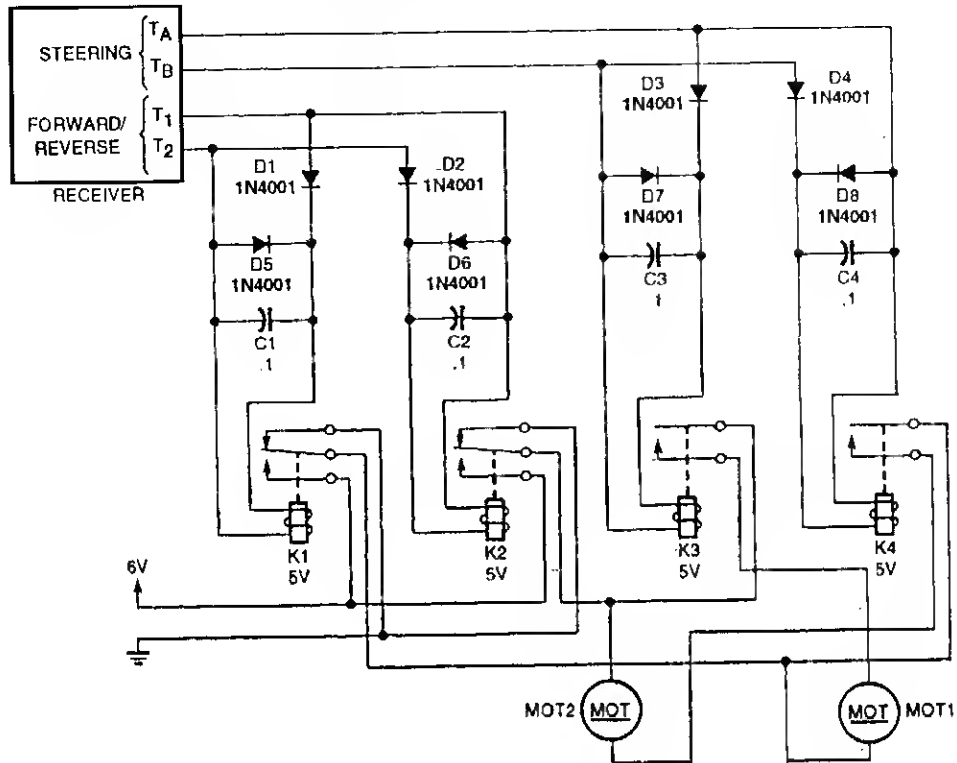 STEERING
TA
TB
FORWARD/
REVERSE
T1
T2
RECEIVER
D1
1N4001
D2
1N4001
D3
1N4001
D4
1N4001
D5
1N4001
D6
1N4001
D7
1N4001
D8
1N4001
C1
.1
C2
.1
C3
1
C4
.1
K1
5V
K2
5V
K3
5V
K4
5V
6V
MOT2
MOT
MOT
MOT1